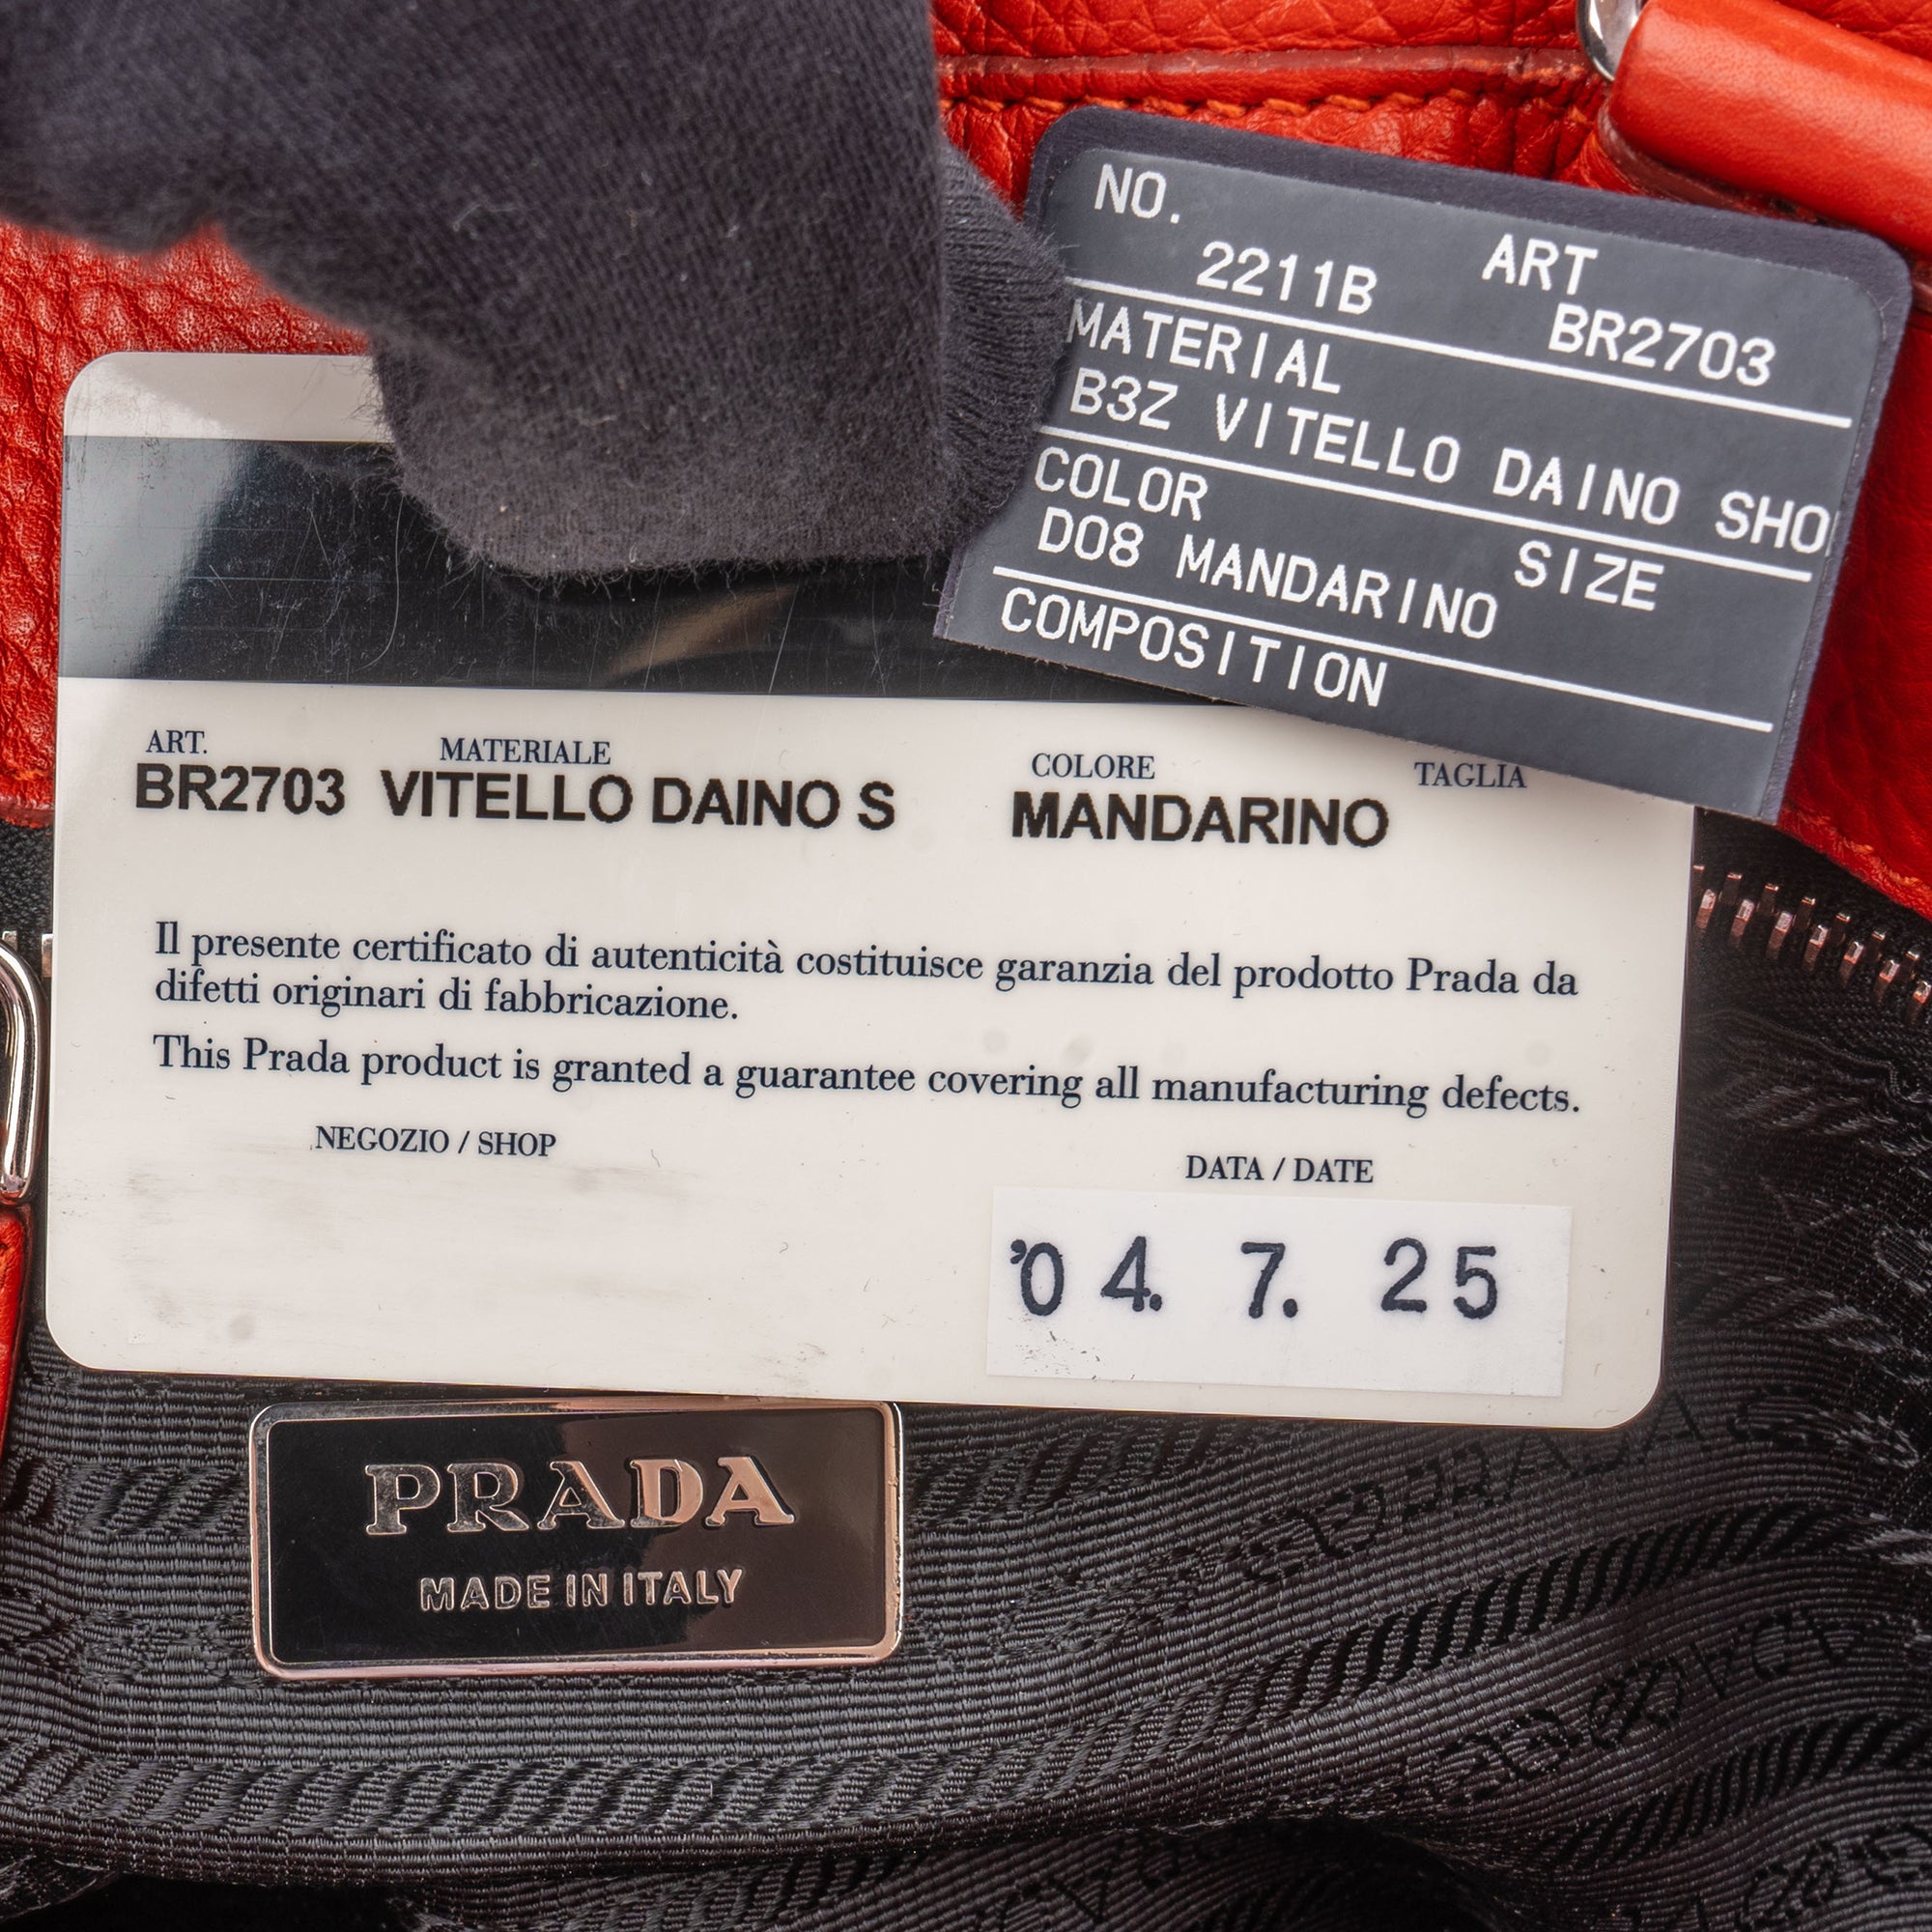 NO. ART
2211B BR2703
MATERIAL
B3Z VITELLO DAINO SHO
COLOR SIZE
D08 MANDARINO
COMPOSITION
ART. MATERIALE COLORE TAGLIA
BR2703 VITELLO DAINO S MANDARINO
Il presente certificato di autenticità costituisce garanzia del prodotto Prada da
difetti originari di fabbricazione.
This Prada product is granted a guarantee covering all manufacturing defects.
NEGOZIO / SHOP DATA / DATE
'04. 7. 25
PRADA
MADE IN ITALY